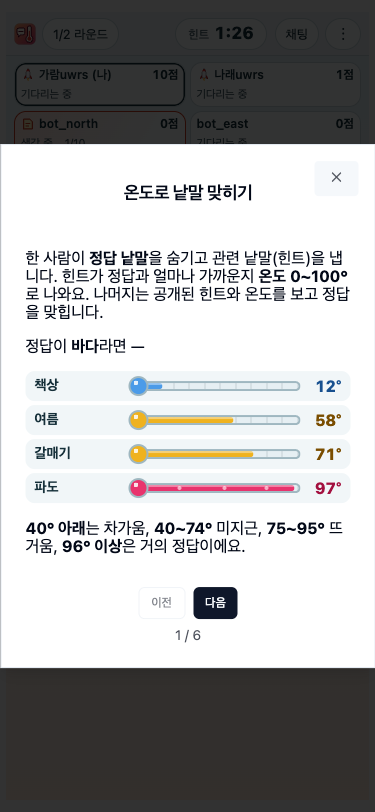 1/2 라운드
힌트 1:26
채팅
가람uwrs (나) 10점
기다리는 중
나래uwrs 1점
기다리는 중
bot_north 0점
bot_east 0점
×
온도로 낱말 맞히기
한 사람이 정답 낱말을 숨기고 관련 낱말(힌트)을 냅
니다. 힌트가 정답과 얼마나 가까운지 온도 0~100°
로 나와요. 나머지는 공개된 힌트와 온도를 보고 정답
을 맞힙니다.
정답이 바다라면 —
책상 12°
여름 58°
갈매기 71°
파도 97°
40° 아래는 차가움, 40~74° 미지근, 75~95° 뜨
거움, 96° 이상은 거의 정답이에요.
이전
다음
1 / 6